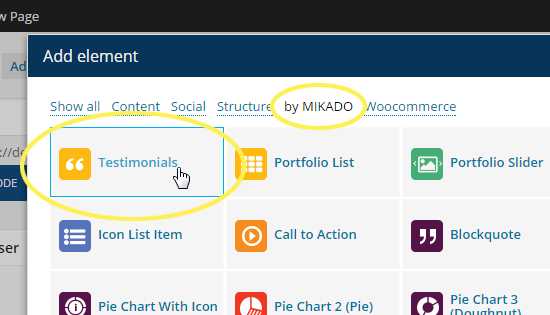 w Page
Add element
Ad
Show all Content Social Structure by MIKADO Woocommerce
Testimonials Portfolio List Portfolio Slider
://de
ODE
Icon List Item Call to Action Blockquote
ser
Pie Chart With Icon Pie Chart 2 (Pie) Pie Chart 3
(Doughnut)